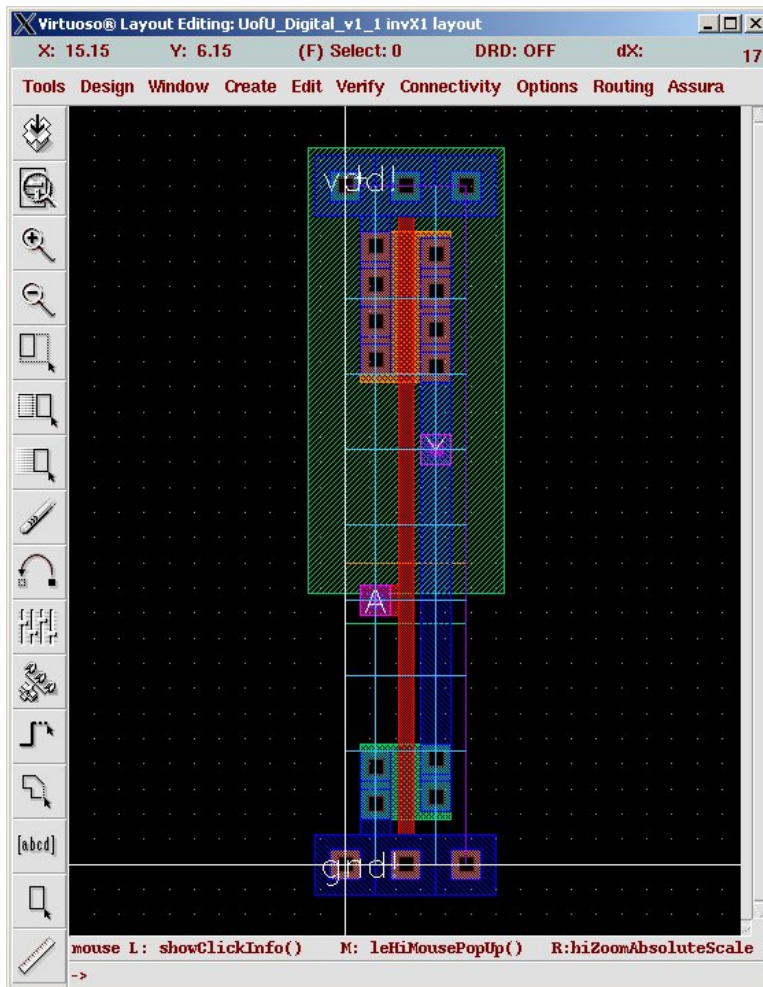 Virtuoso® Layout Editing: UofU_Digital_v1_1 invX1 layout
X: 15.15 Y: 6.15 (F) Select: 0 DRD: OFF dX: 17
Tools Design Window Create Edit Verify Connectivity Options Routing Assura
vdd!
Y
A
[abcd]
gnd!
mouse L: showClickInfo() M: leHiMousePopUp() R:hiZoomAbsoluteScale
->